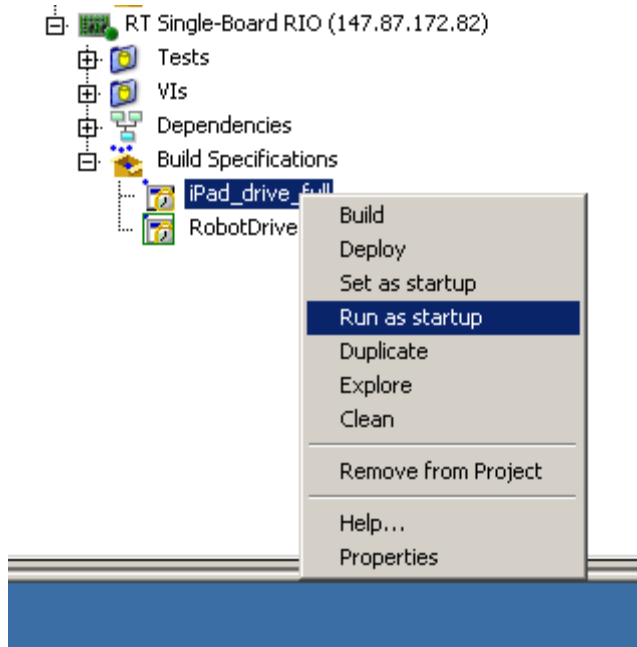 RT Single-Board RIO (147.87.172.82)
Tests
VIs
Dependencies
Build Specifications
iPad_drive_full
RobotDrive
Build
Deploy
Set as startup
Run as startup
Duplicate
Explore
Clean
Remove from Project
Help...
Properties